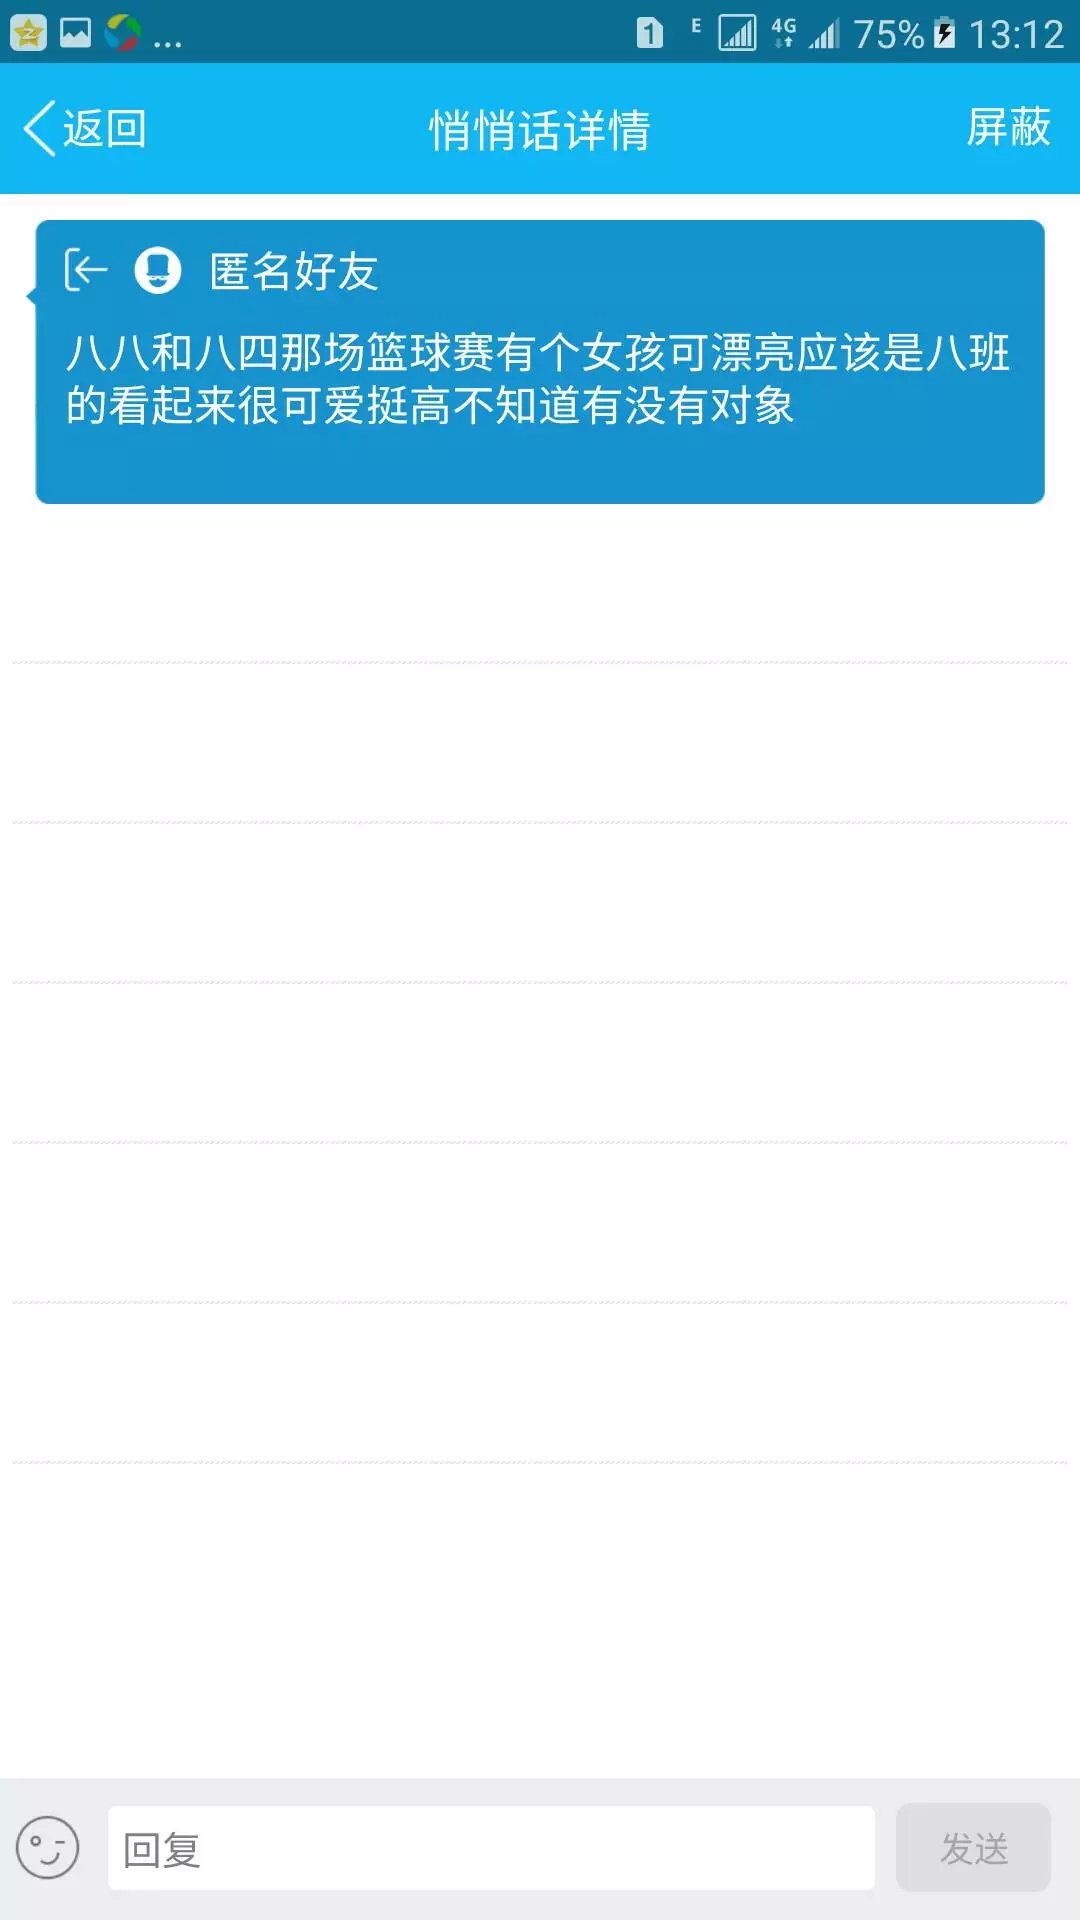 ... 1 E 4G 75% 13:12
返回 悄悄话详情 屏蔽
匿名好友
八八和八四那场篮球赛有个女孩可漂亮应该是八班
的看起来很可爱挺高不知道有没有对象
回复 发送